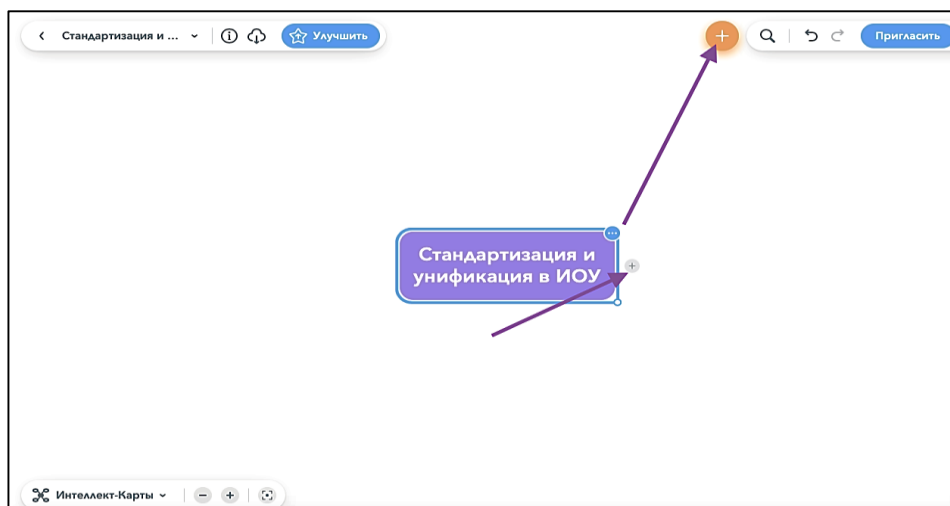 Стандартизация и ...
Улучшить
Пригласить
Стандартизация и
унификация в ИОУ
Интеллект-Карты